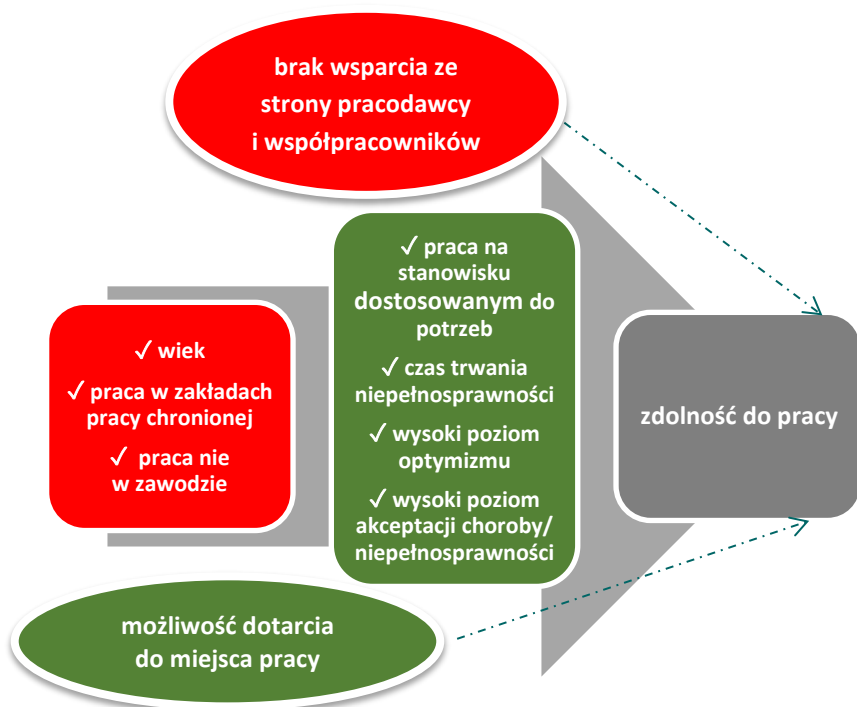 brak wsparcia ze
strony pracodawcy
i współpracowników
✓ wiek
✓ praca w zakładach
pracy chronionej
✓ praca nie
w zawodzie
✓ praca na
stanowisku
dostosowanym do
potrzeb
✓ czas trwania
niepełnosprawności
✓ wysoki poziom
optymizmu
✓ wysoki poziom
akceptacji choroby/
niepełnosprawności
zdolność do pracy
możliwość dotarcia
do miejsca pracy